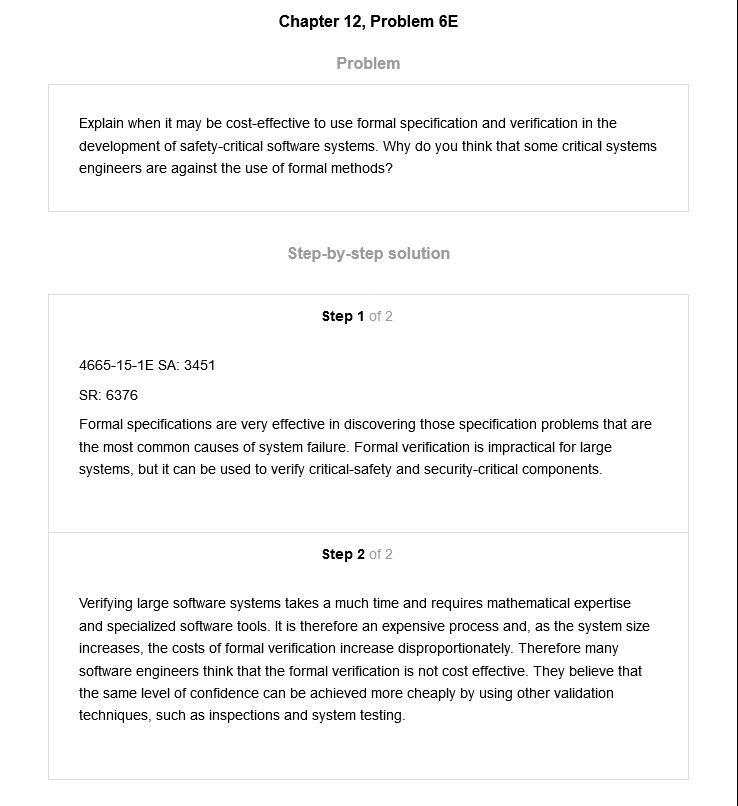 Chapter 12, Problem 6E
Problem
Explain when it may be cost-effective to use formal specification and verification in the
development of safety-critical software systems. Why do you think that some critical systems
engineers are against the use of formal methods?
Step-by-step solution
Step 1 of 2
4665-15-1E SA: 3451
SR: 6376
Formal specifications are very effective in discovering those specification problems that are
the most common causes of system failure. Formal verification is impractical for large
systems, but it can be used to verify critical-safety and security-critical components.
Step 2 of 2
Verifying large software systems takes a much time and requires mathematical expertise
and specialized software tools. It is therefore an expensive process and, as the system size
increases, the costs of formal verification increase disproportionately. Therefore many
software engineers think that the formal verification is not cost effective. They believe that
the same level of confidence can be achieved more cheaply by using other validation
techniques, such as inspections and system testing.